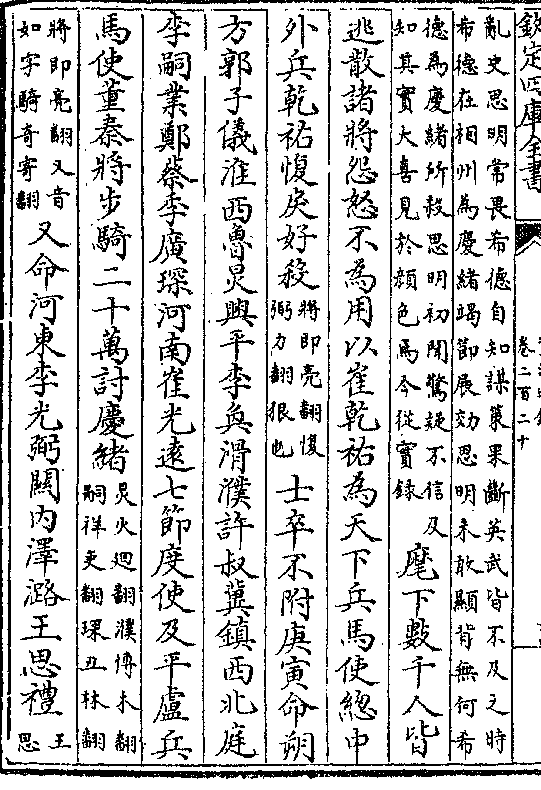 欽定四庫全書
卷二百二十
亂史思明常畏希德自知謀策果斷英武皆不及之時
希德在相州為慶緒竭節展効思明未敢顯背無何希
德為慶緒所殺思明初聞驚疑不信及
知其實大喜見於顔色焉今從實録
麾下數千人皆
逃散諸將怨怒不為用以崔乾祐為天下兵馬使總中
外兵乾祐愎戾好殺
將即亮翻愎
弼力翻狠也
士卒不附庚寅命朔
方郭子儀淮西魯炅興平李奐滑濮許叔冀鎮西北庭
李嗣業鄭蔡李廣琛河南崔光遠七節度使及平盧兵
馬使董秦將步騎二十萬討慶緒
炅火迥翻濮博木翻
嗣祥吏翻琛丑林翻
將即亮翻又音
如字騎奇寄翻
又命河東李光弼關内澤潞王思禮
王
思